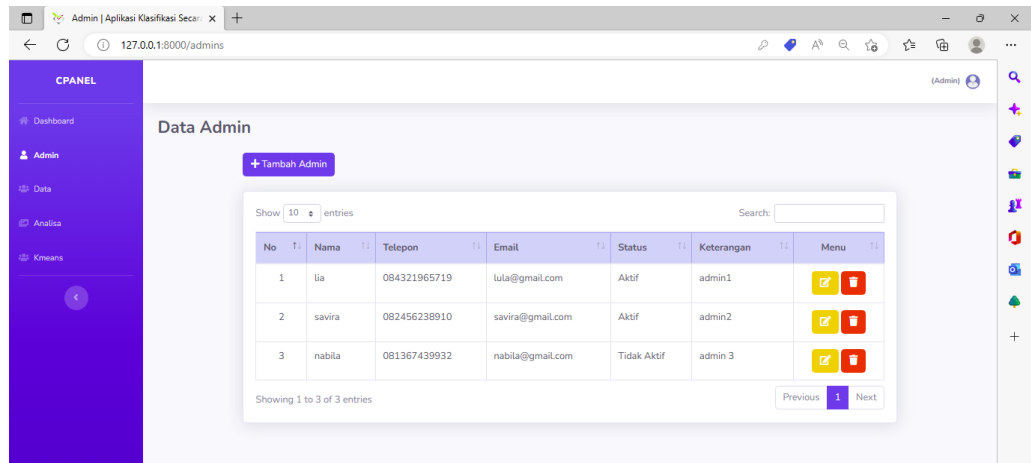 Admin | Aplikasi Klasifikasi Secar
127.0.0.1:8000/admins
CPANEL
(Admin)
Dashboard
Admin
Data
Analisa
Kmeans
Data Admin
+ Tambah Admin
Show 10 entries Search:
No Nama Telepon Email Status Keterangan Menu
1 lia 084321965719 lula@gmail.com Aktif admin1
2 savira 082456238910 savira@gmail.com Aktif admin2
3 nabila 081367439932 nabila@gmail.com Tidak Aktif admin 3
Showing 1 to 3 of 3 entries Previous 1 Next